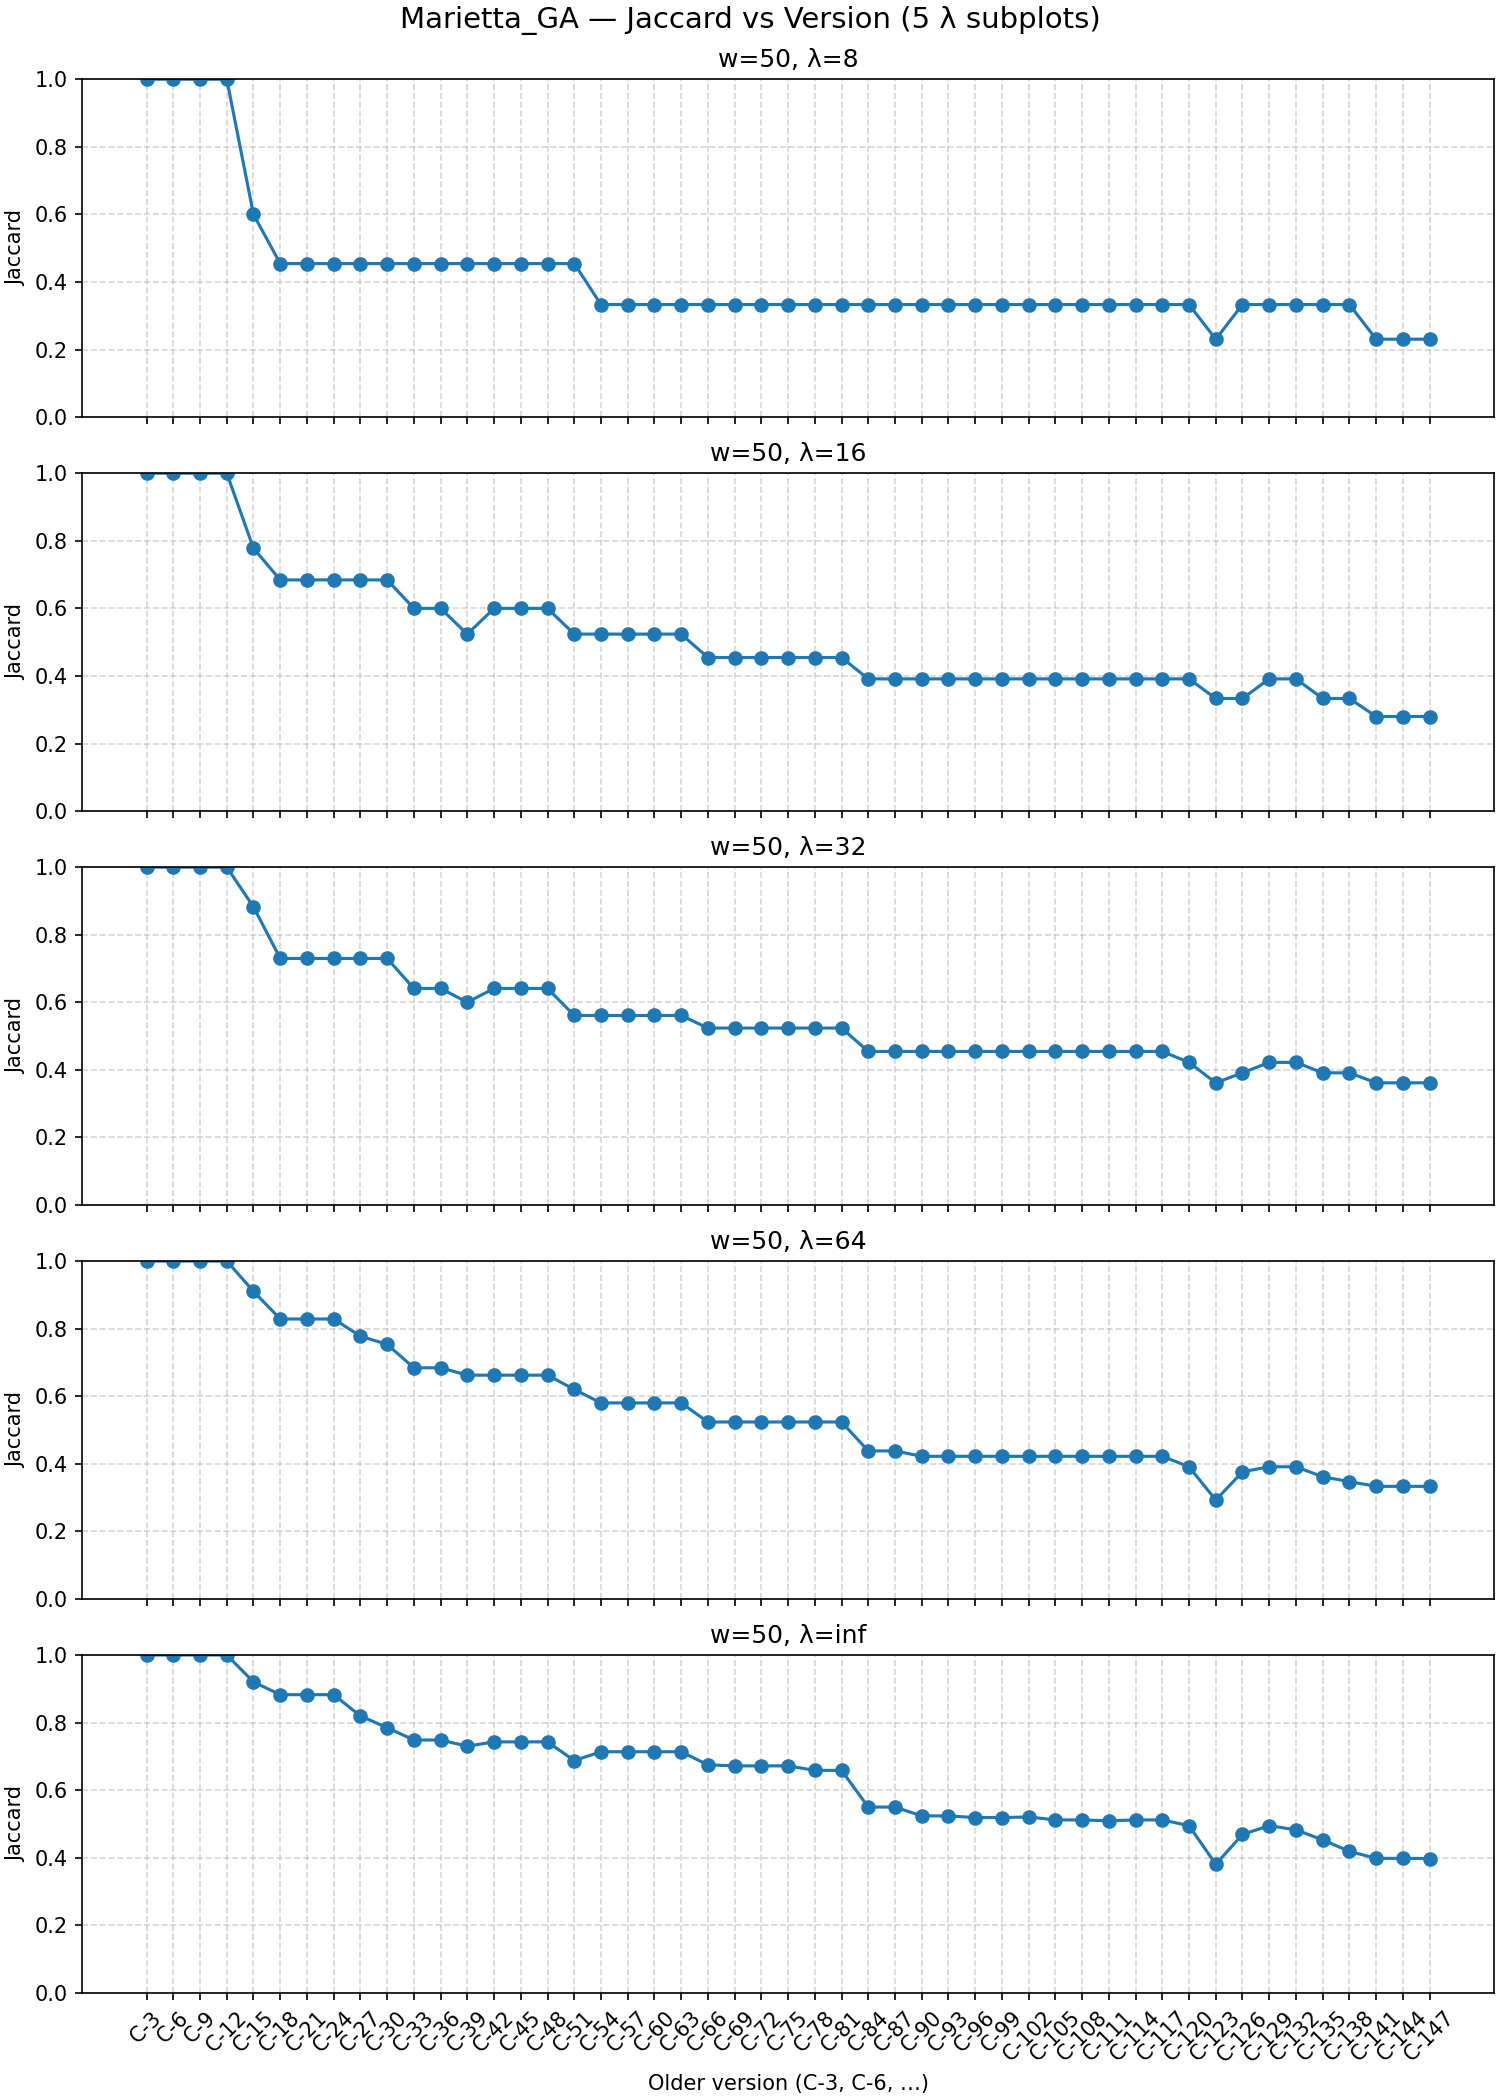 Marietta_GA — Jaccard vs Version (5 λ subplots)
w=50, λ=8
1.0
0.8
0.6
0.4
0.2
0.0
Jaccard
w=50, λ=16
1.0
0.8
0.6
0.4
0.2
0.0
Jaccard
w=50, λ=32
1.0
0.8
0.6
0.4
0.2
0.0
Jaccard
w=50, λ=64
1.0
0.8
0.6
0.4
0.2
0.0
Jaccard
w=50, λ=inf
1.0
0.8
0.6
0.4
0.2
0.0
Jaccard
C-3 C-6 C-9 C-12 C-15 C-18 C-21 C-24 C-27 C-30 C-33 C-36 C-39 C-42 C-45 C-48 C-51 C-54 C-57 C-60 C-63 C-66 C-69 C-72 C-75 C-78 C-81 C-84 C-87 C-90 C-93 C-96 C-99 C-102 C-105 C-108 C-111 C-114 C-117 C-120 C-123 C-126 C-129 C-132 C-135 C-138 C-141 C-144 C-147
Older version (C-3, C-6, ...)